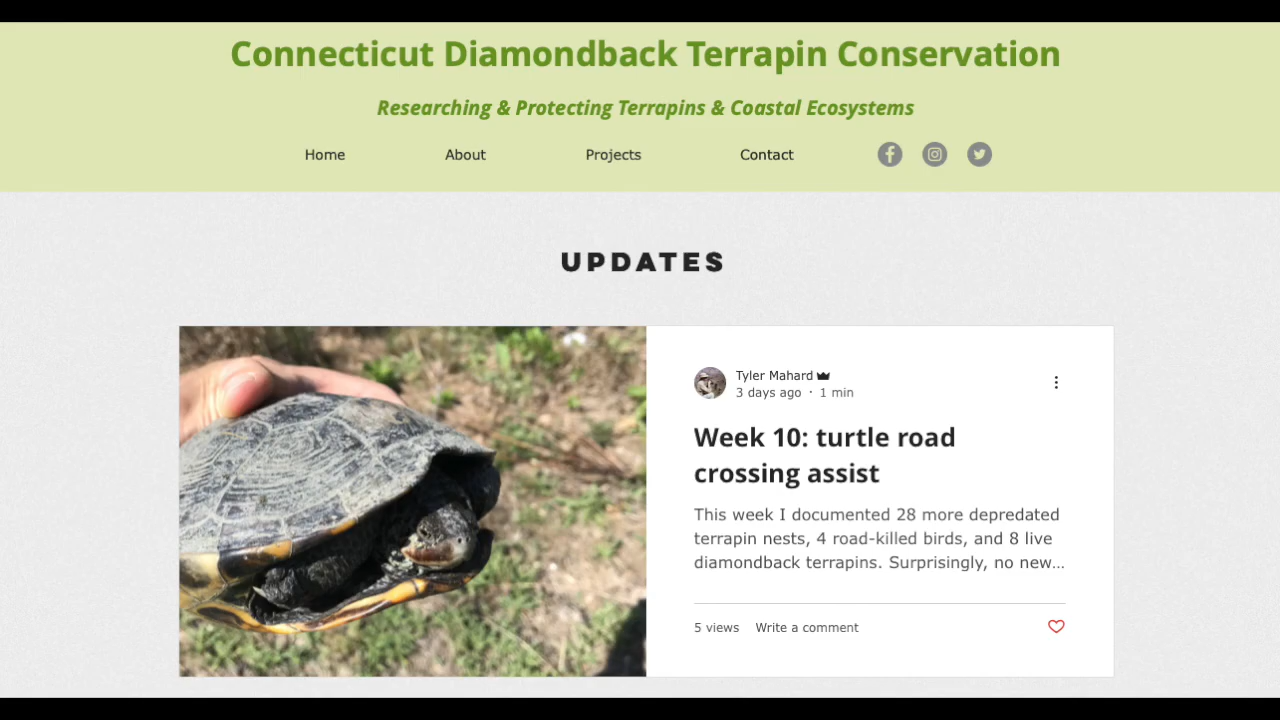 Connecticut Diamondback Terrapin Conservation
Researching & Protecting Terrapins & Coastal Ecosystems
Home About Projects Contact
UPDATES
Tyler Mahard
3 days ago · 1 min
Week 10: turtle road
crossing assist
This week I documented 28 more depredated
terrapin nests, 4 road-killed birds, and 8 live
diamondback terrapins. Surprisingly, no new...
5 views Write a comment